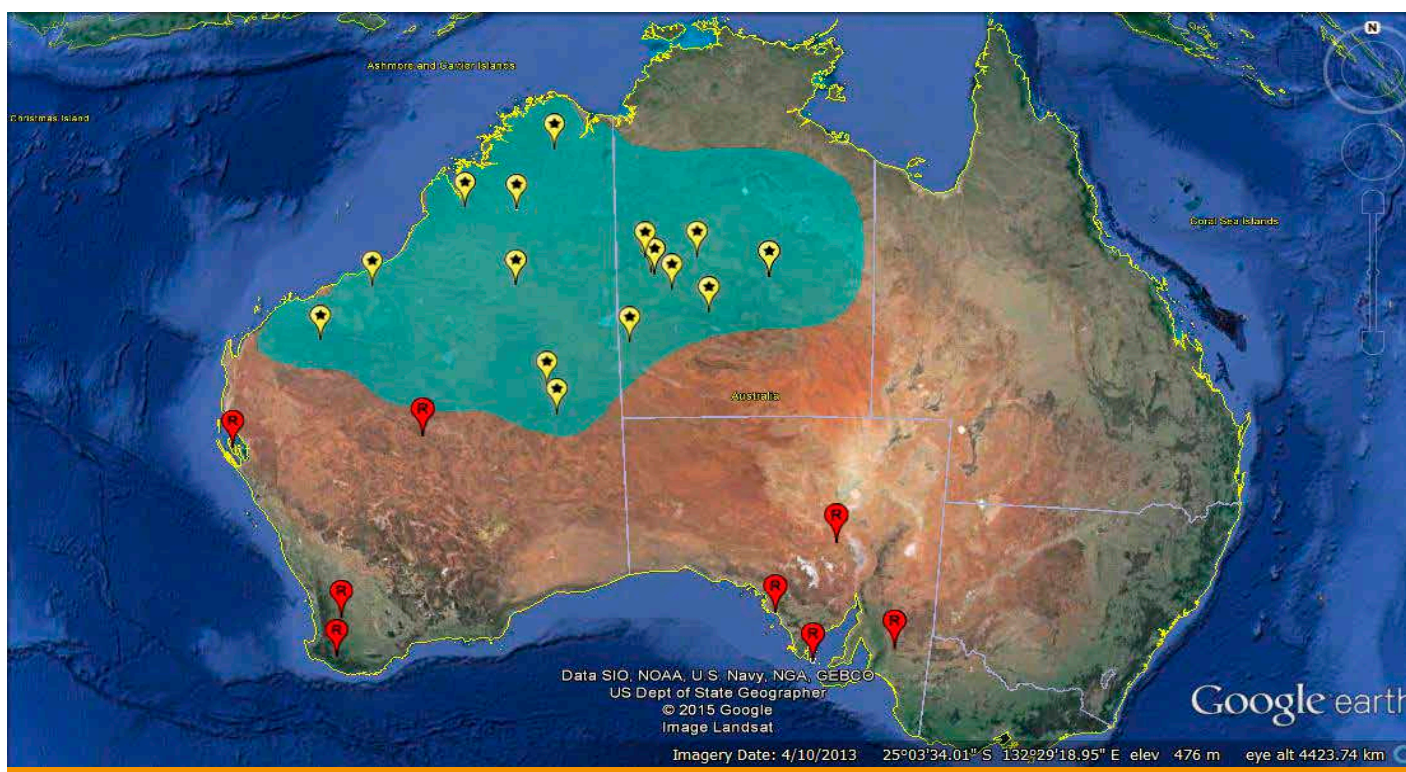 N
Ashmore and Cartier Islands
Christmas Island
Coral Sea Islands
Australia
R
R
R
R
R
R
R
R
Data SIO, NOAA, U.S. Navy, NGA, GEBCO
US Dept of State Geographer
© 2015 Google
Image Landsat
Google earth
Imagery Date: 4/10/2013 25°03'34.01" S 132°29'18.95" E elev 476 m eye alt 4423.74 km